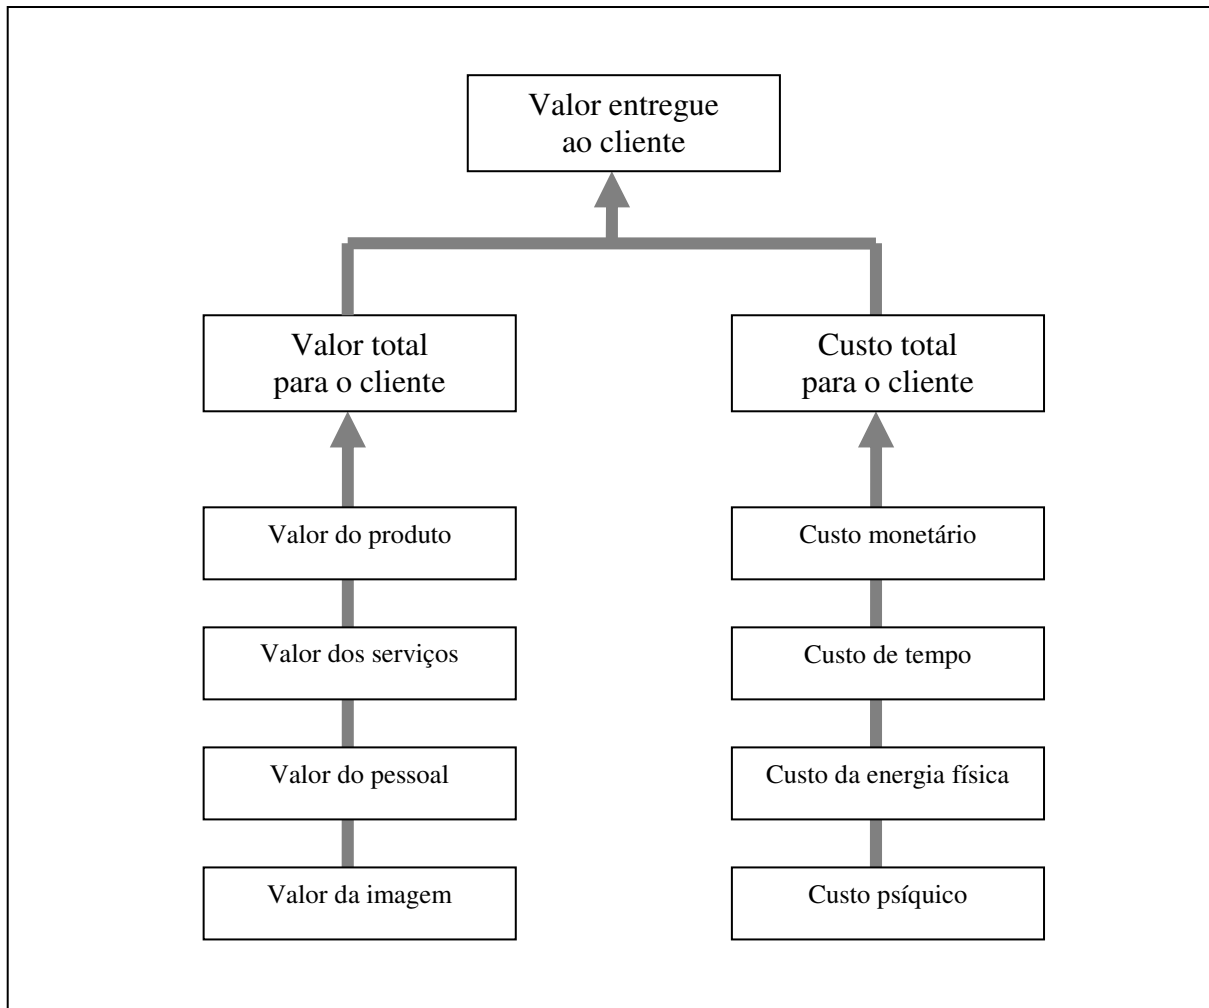 Valor entregue
ao cliente
Valor total
para o cliente
Custo total
para o cliente
Valor do produto
Custo monetário
Valor dos serviços
Custo de tempo
Valor do pessoal
Custo da energia física
Valor da imagem
Custo psíquico